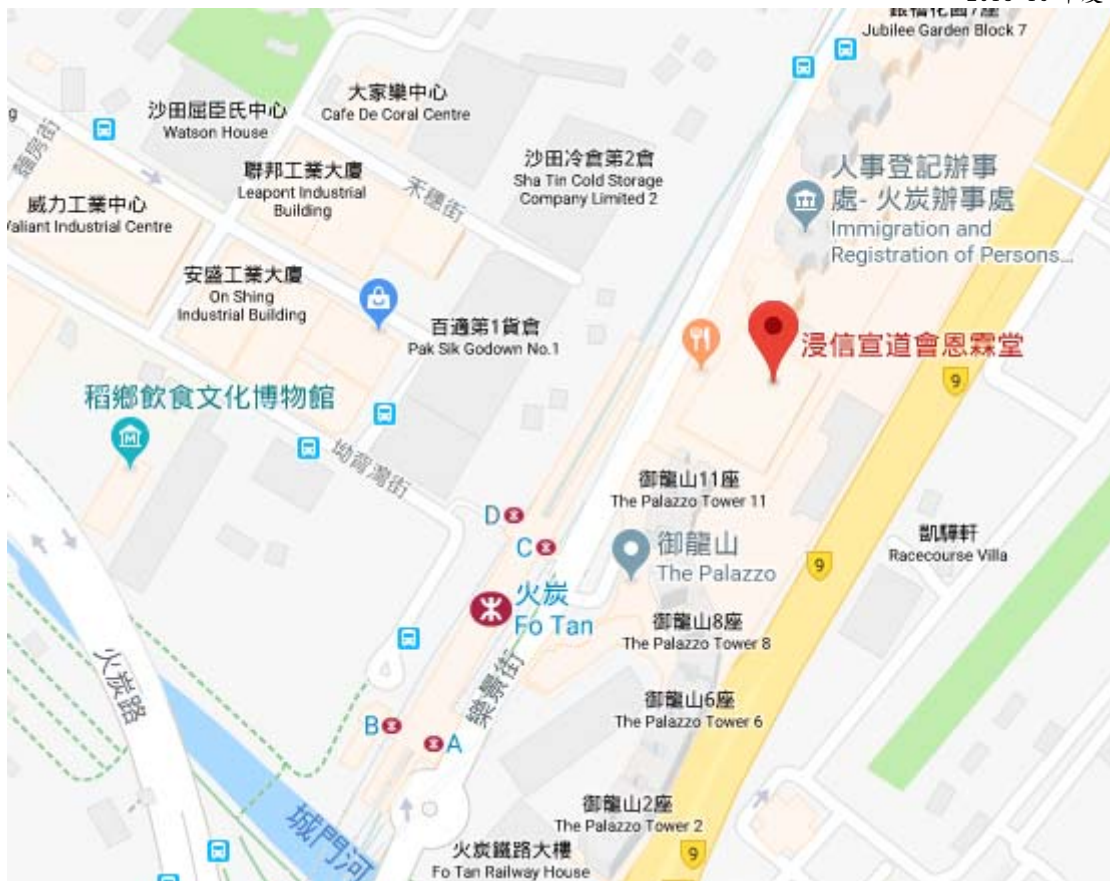 Jubilee Garden Block 7
大家樂中心
Cafe De Coral Centre
沙田屈臣氏中心
Watson House
麵房街
聯邦工業大廈
Leapont Industrial
Building
沙田冷倉第2倉
Sha Tin Cold Storage
Company Limited 2
禾穗街
人事登記辦事
處- 火炭辦事處
Immigration and
Registration of Persons...
威力工業中心
Valiant Industrial Centre
安盛工業大廈
On Shing
Industrial Building
百適第1貨倉
Pak Sik Godown No.1
浸信宣道會恩霖堂
9
稻鄉飲食文化博物館
M
坳背灣街
御龍山11座
The Palazzo Tower 11
D
C
御龍山
The Palazzo
凱驊軒
Racecourse Villa
9
火炭
Fo Tan
御龍山8座
The Palazzo Tower 8
火炭路
樂景街
御龍山6座
The Palazzo Tower 6
B
A
城門河
御龍山2座
The Palazzo Tower 2
火炭鐵路大樓
Fo Tan Railway House
9